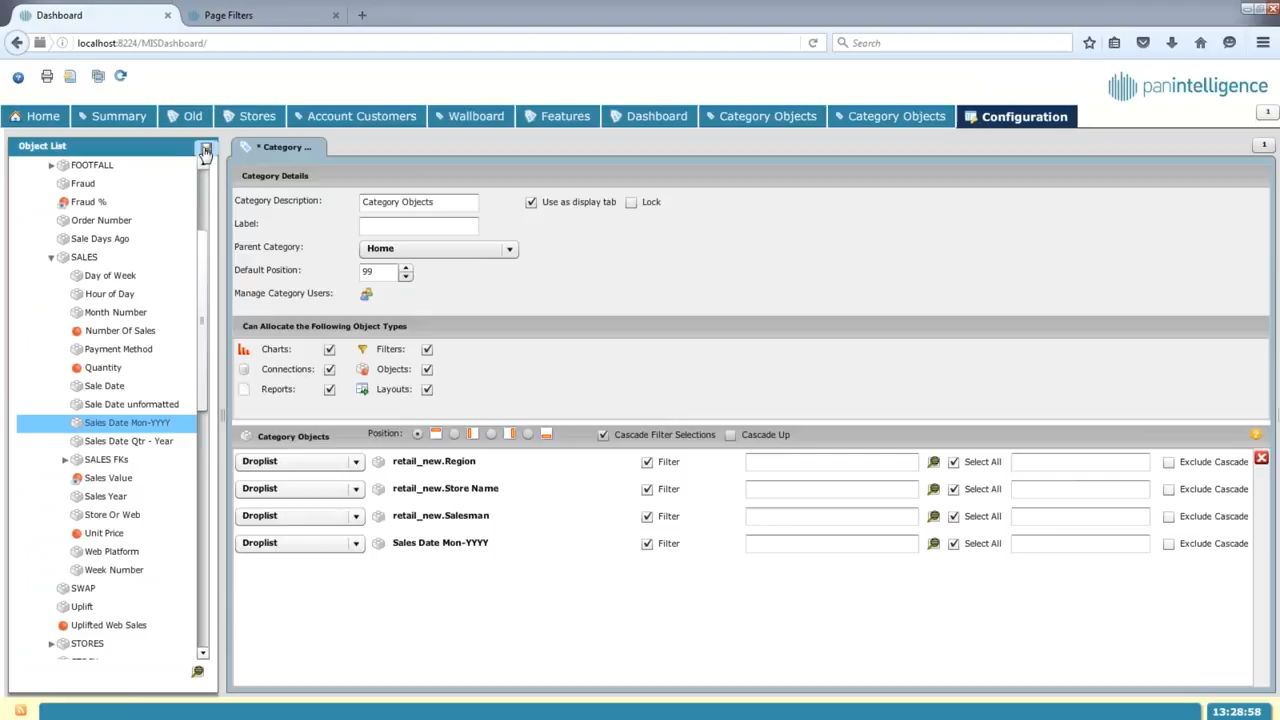 Dashboard
Page Filters
localhost:8224/MISDashboard/
Search
panintelligence
Home
Summary
Old
Stores
Account Customers
Wallboard
Features
Dashboard
Category Objects
Category Objects
Configuration
1
Object List
FOOTFALL
Fraud
Fraud %
Order Number
Sale Days Ago
SALES
Day of Week
Hour of Day
Month Number
Number Of Sales
Payment Method
Quantity
Sale Date
Sale Date unformatted
Sales Date Mon-YYYY
Sales Date Qtr - Year
SALES FKs
Sales Value
Sales Year
Store Or Web
Unit Price
Web Platform
Week Number
SWAP
Uplift
Uplifted Web Sales
STORES
* Category ...
1
Category Details
Category Description: Category Objects Use as display tab Lock
Label:
Parent Category: Home
Default Position: 99
Manage Category Users:
Can Allocate the Following Object Types
Charts: Filters:
Connections: Objects:
Reports: Layouts:
Category Objects Position: Cascade Filter Selections Cascade Up
Droplist retail_new.Region Filter Select All Exclude Cascade
Droplist retail_new.Store Name Filter Select All Exclude Cascade
Droplist retail_new.Salesman Filter Select All Exclude Cascade
Droplist Sales Date Mon-YYYY Filter Select All Exclude Cascade
13:28:58